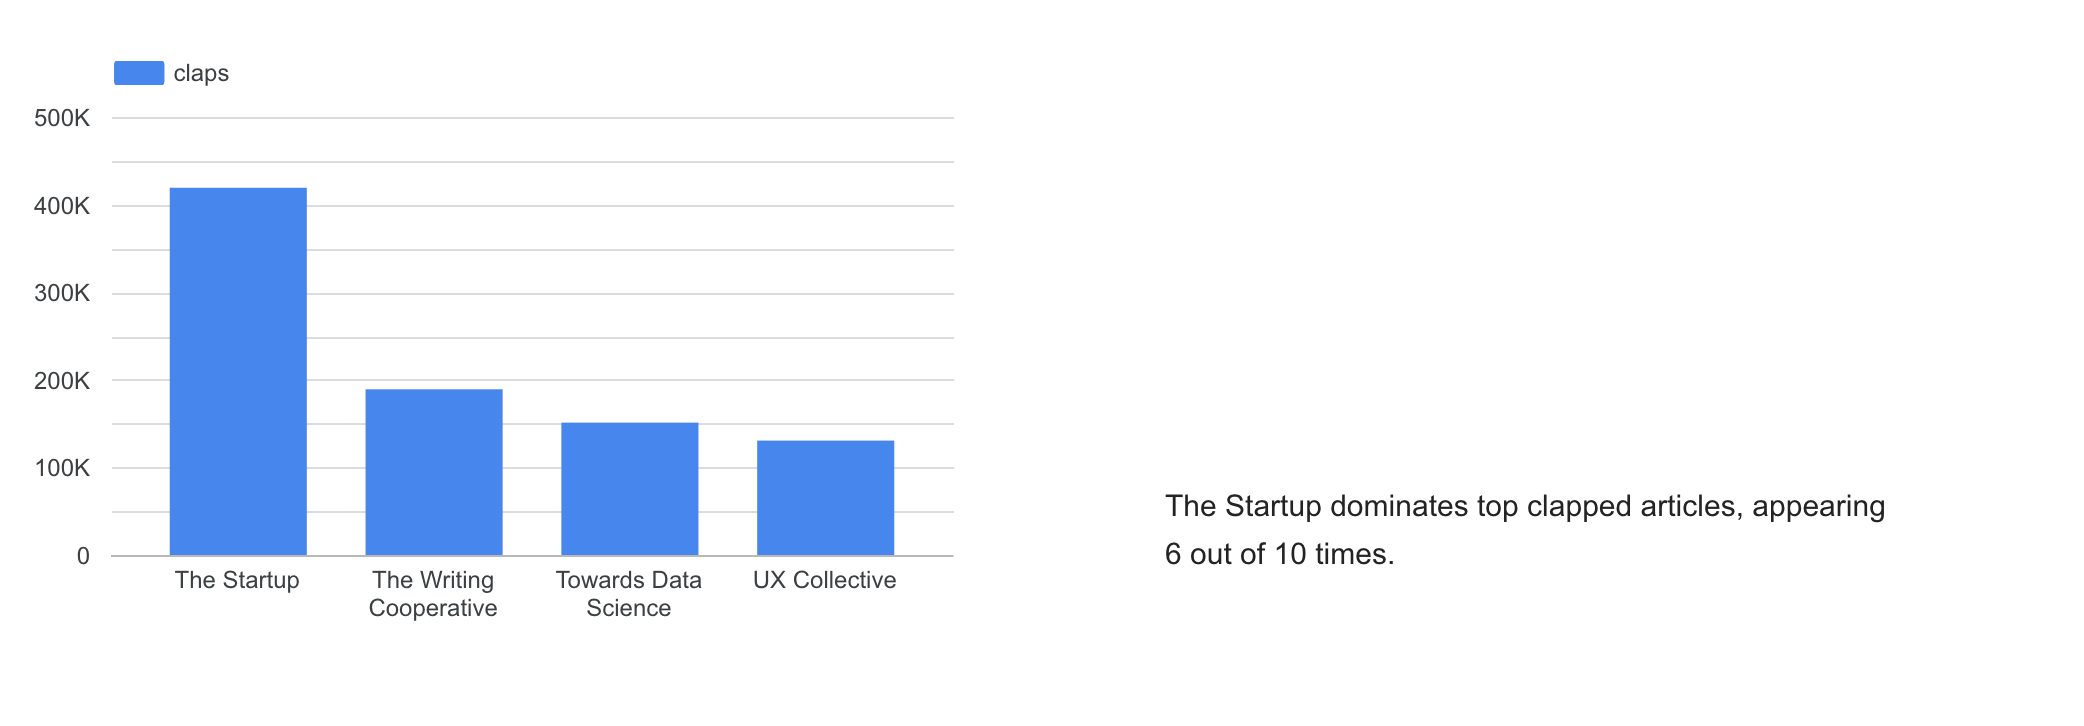 claps
500K
400K
300K
200K
100K
0
The Startup
The Writing
Cooperative
Towards Data
Science
UX Collective
The Startup dominates top clapped articles, appearing
6 out of 10 times.